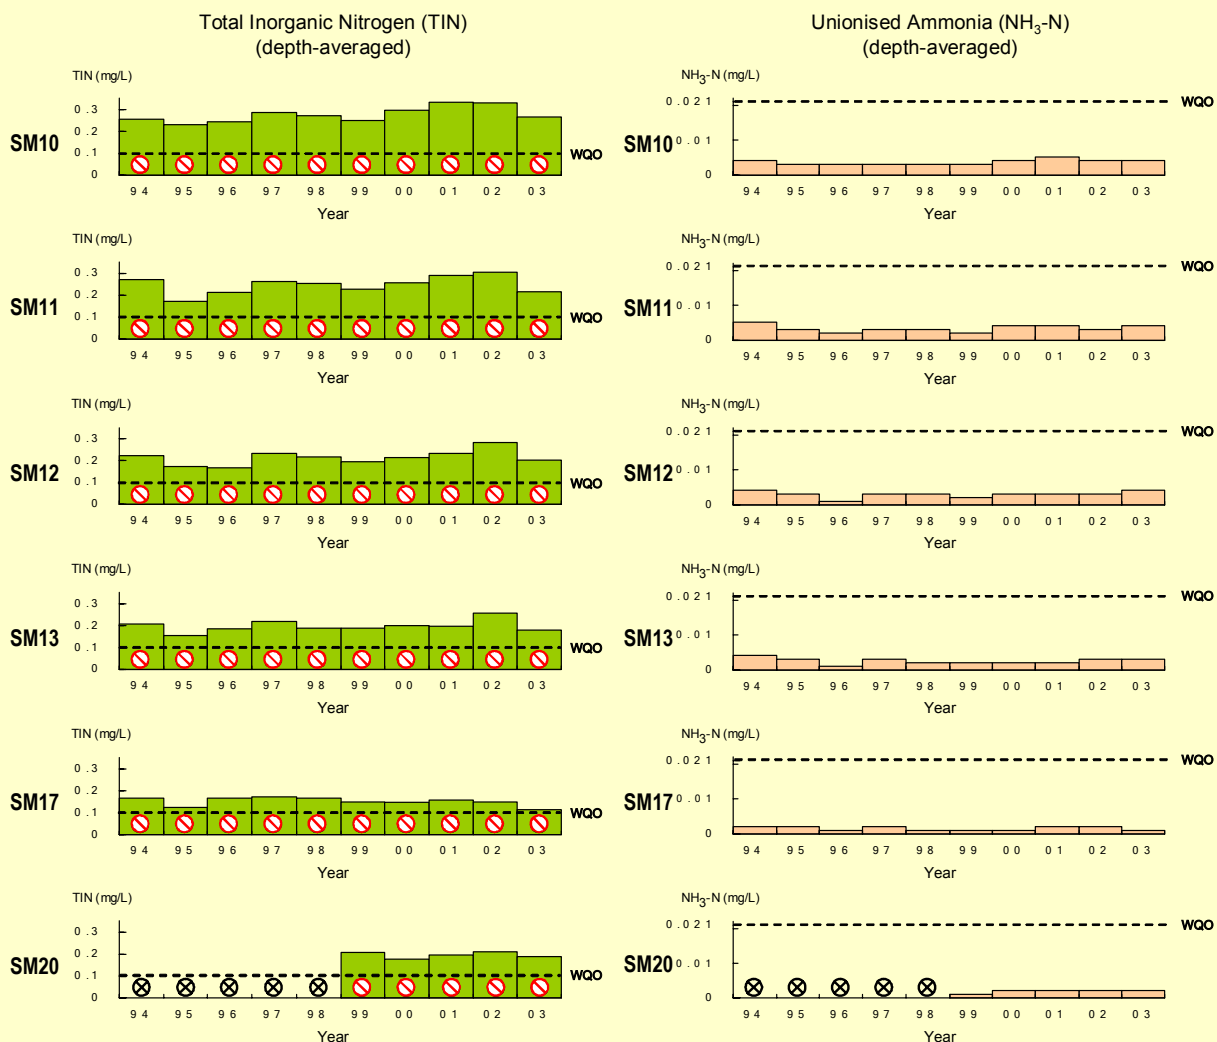 Total Inorganic Nitrogen (TIN)
(depth-averaged)
TIN (mg/L)
0.3
0.2
0.1
0
SM10
WQO
94 95 96 97 98 99 00 01 02 03
Year
TIN (mg/L)
0.3
0.2
0.1
0
SM11
WQO
94 95 96 97 98 99 00 01 02 03
Year
TIN (mg/L)
0.3
0.2
0.1
0
SM12
WQO
94 95 96 97 98 99 00 01 02 03
Year
TIN (mg/L)
0.3
0.2
0.1
0
SM13
WQO
94 95 96 97 98 99 00 01 02 03
Year
TIN (mg/L)
0.3
0.2
0.1
0
SM17
WQO
94 95 96 97 98 99 00 01 02 03
Year
TIN (mg/L)
0.3
0.2
0.1
0
SM20
WQO
94 95 96 97 98 99 00 01 02 03
Year
Unionised Ammonia (NH₃-N)
(depth-averaged)
NH₃-N (mg/L)
0.021
0.01
0
SM10
WQO
94 95 96 97 98 99 00 01 02 03
Year
NH₃-N (mg/L)
0.021
0.01
0
SM11
WQO
94 95 96 97 98 99 00 01 02 03
Year
NH₃-N (mg/L)
0.021
0.01
0
SM12
WQO
94 95 96 97 98 99 00 01 02 03
Year
NH₃-N (mg/L)
0.021
0.01
0
SM13
WQO
94 95 96 97 98 99 00 01 02 03
Year
NH₃-N (mg/L)
0.021
0.01
0
SM17
WQO
94 95 96 97 98 99 00 01 02 03
Year
NH₃-N (mg/L)
0.021
0.01
0
SM20
WQO
94 95 96 97 98 99 00 01 02 03
Year